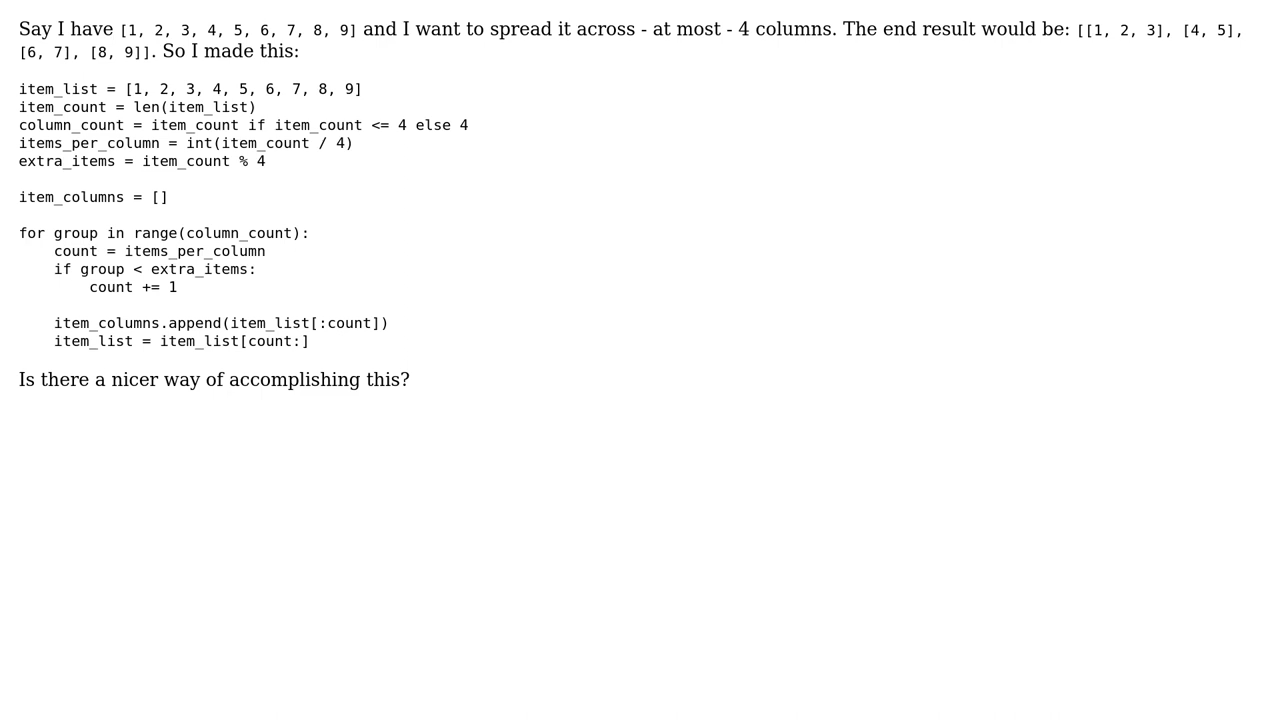 Say I have [1, 2, 3, 4, 5, 6, 7, 8, 9] and I want to spread it across - at most - 4 columns. The end result would be: [[1, 2, 3], [4, 5],
[6, 7], [8, 9]]. So I made this:
item_list = [1, 2, 3, 4, 5, 6, 7, 8, 9]
item_count = len(item_list)
column_count = item_count if item_count <= 4 else 4
items_per_column = int(item_count / 4)
extra_items = item_count % 4
item_columns = []
for group in range(column_count):
    count = items_per_column
    if group < extra_items:
        count += 1
    item_columns.append(item_list[:count])
    item_list = item_list[count:]
Is there a nicer way of accomplishing this?